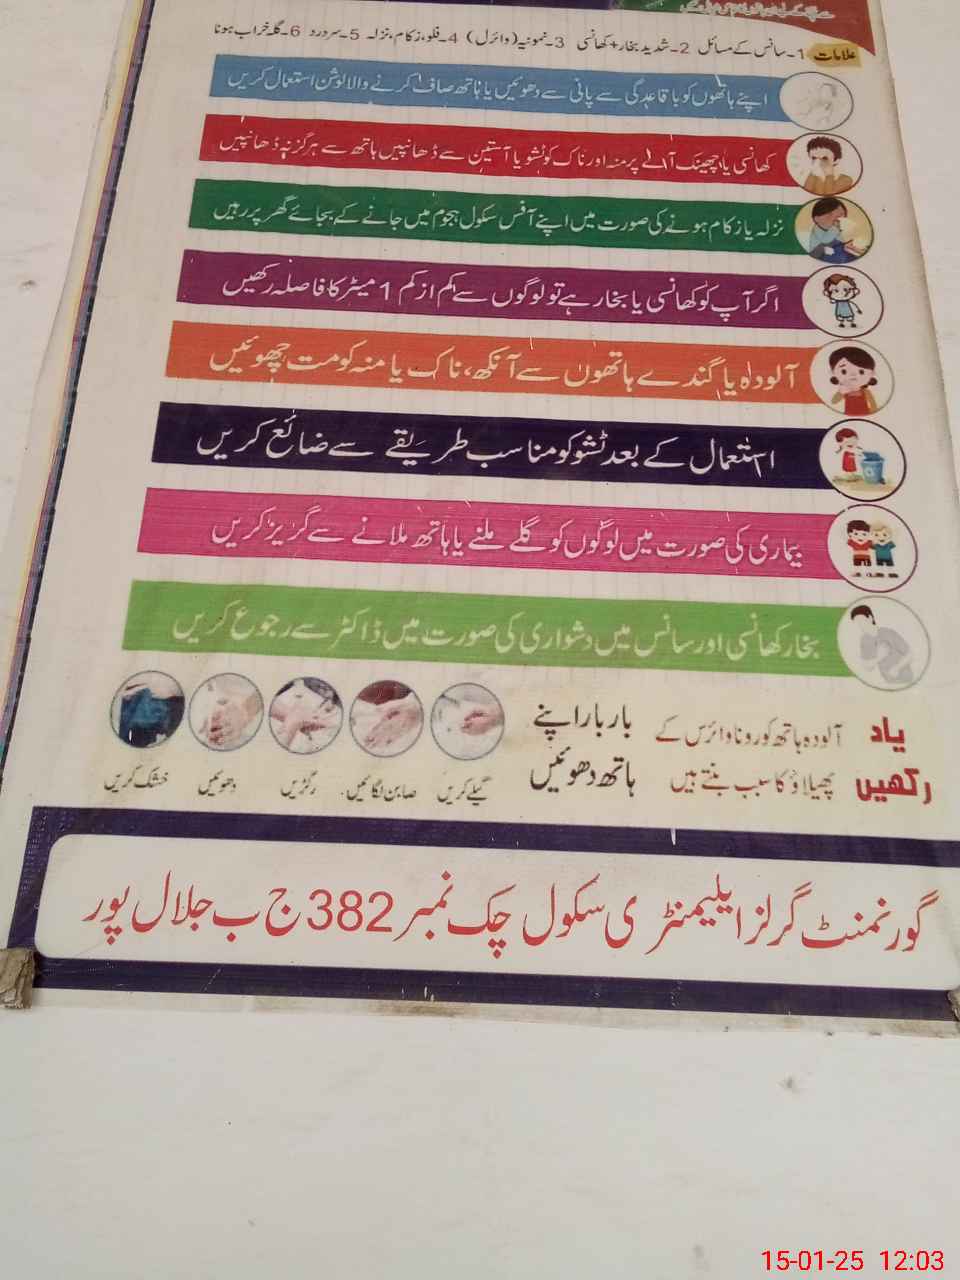 علامات 1۔سانس کے مسائل 2۔شدید بخار+کھانسی 3۔نمونیہ(وائرل) 4۔فلو،زکام،نزلہ 5۔سردرد 6۔گلہ خراب ہونا
اپنے ہاتھوں کو باقاعدگی سے پانی سے دھوئیں یا ہاتھ صاف کرنے والا لوشن استعمال کریں
کھانسی یا چھینک آنے پر منہ اور ناک کو ٹشو یا آستین سے ڈھانپیں ہاتھ سے ہرگز نہ ڈھانپیں
نزلہ یا زکام ہونے کی صورت میں اپنے آفس سکول ہجوم میں جانے کے بجائے گھر پر رہیں
اگر آپ کو کھانسی یا بخار ہے تو لوگوں سے کم از کم 1 میٹر کا فاصلہ رکھیں
آلودہ یا گندے ہاتھوں سے آنکھ، ناک یا منہ کو مت چھوئیں
استعمال کے بعد ٹشو کو مناسب طریقے سے ضائع کریں
بیماری کی صورت میں لوگوں کو گلے ملنے یا ہاتھ ملانے سے گریز کریں
بخار کھانسی اور سانس میں دشواری کی صورت میں ڈاکٹر سے رجوع کریں
یاد رکھیں
آلودہ ہاتھ کورونا وائرس کے
پھیلاؤ کا سبب بنتے ہیں
بار بار اپنے
ہاتھ دھوئیں
گیلے کریں صابن لگائیں۔ رگڑیں دھوئیں خشک کریں
گورنمنٹ گرلز ایلیمنٹری سکول چک نمبر 382 ج ب جلال پور
15-01-25 12:03